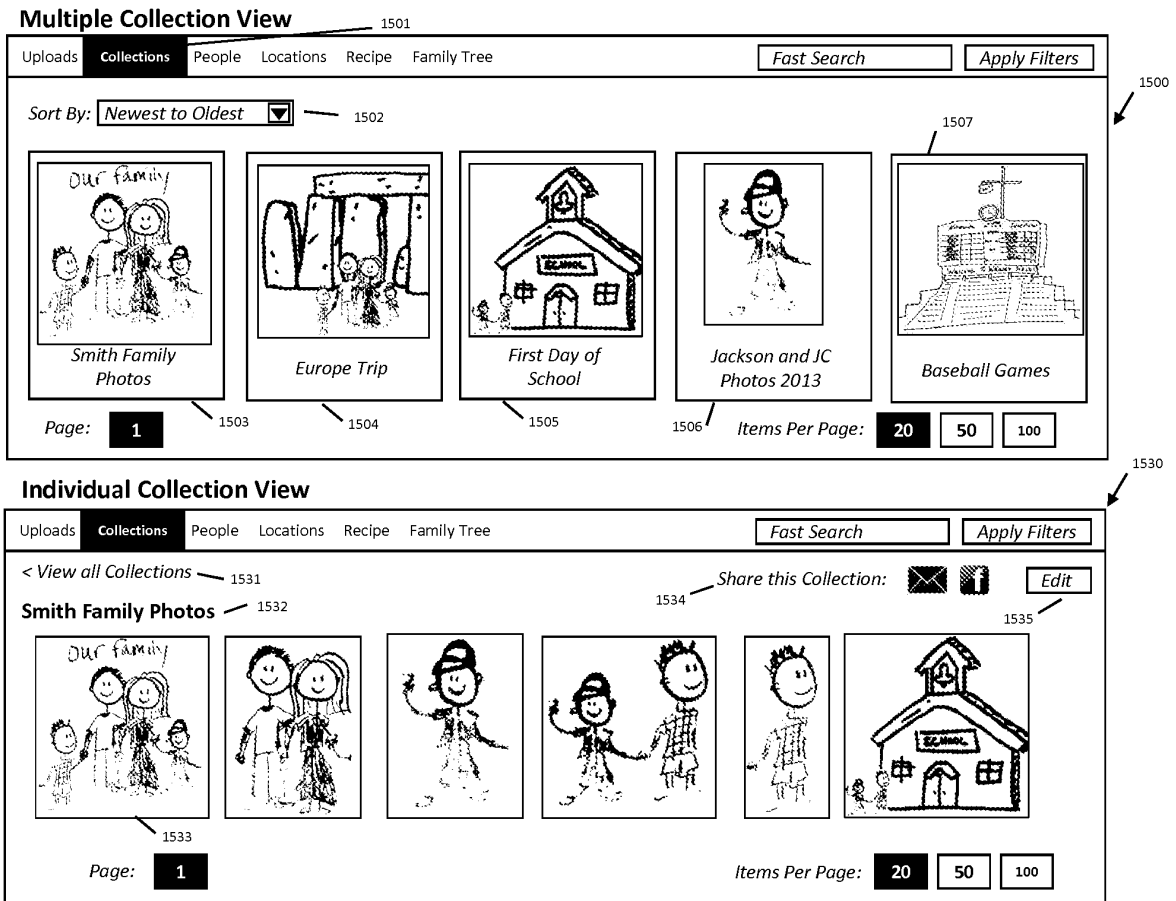 Multiple Collection View
1501
Uploads Collections People Locations Recipe Family Tree Fast Search Apply Filters
1500
Sort By: Newest to Oldest 1502
1507
our family
SCHOOL
Smith Family
Photos
Europe Trip
First Day of
School
Jackson and JC
Photos 2013
Baseball Games
1503 1504 1505 1506
Page: 1 Items Per Page: 20 50 100
1530
Individual Collection View
Uploads Collections People Locations Recipe Family Tree Fast Search Apply Filters
< View all Collections 1531 Share this Collection: f Edit
1534
Smith Family Photos 1532 1535
our family
SCHOOL
1533
Page: 1 Items Per Page: 20 50 100